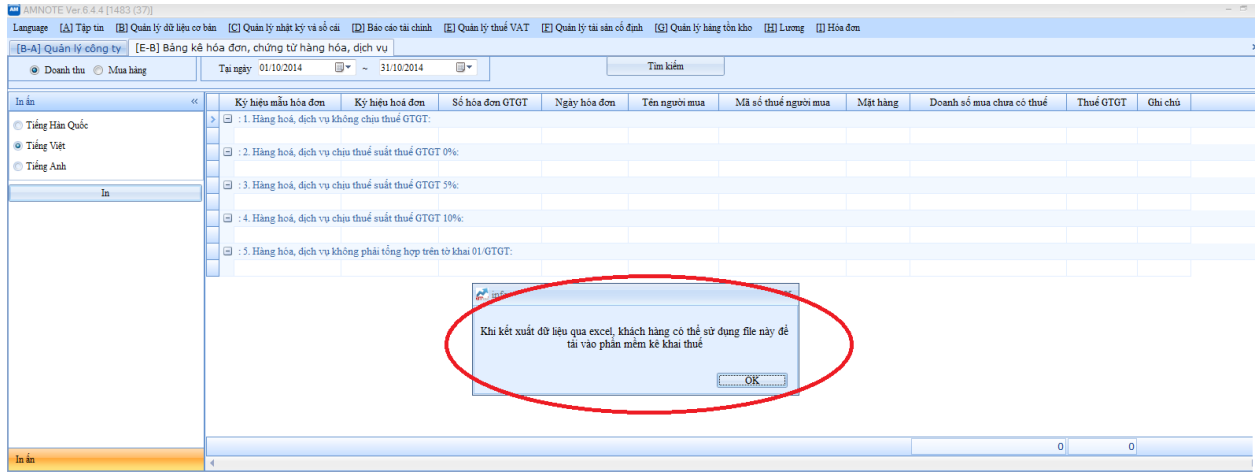 AMNOTE Ver.6.4.4 [1483 (37)]
Language [A] Tập tin [B] Quản lý dữ liệu cơ bản [C] Quản lý nhật ký và sổ cái [D] Báo cáo tài chính [E] Quản lý thuế VAT [F] Quản lý tài sản cố định [G] Quản lý hàng tồn kho [H] Lương [I] Hóa đơn
[B-A] Quản lý công ty [E-B] Bảng kê hóa đơn, chứng từ hàng hóa, dịch vụ
Doanh thu Mua hàng Tại ngày 01/10/2014 ~ 31/10/2014 Tìm kiếm
In ấn «
Tiếng Hàn Quốc
Tiếng Việt
Tiếng Anh
In
Ký hiệu mẫu hóa đơn Ký hiệu hoá đơn Số hóa đơn GTGT Ngày hóa đơn Tên người mua Mã số thuế người mua Mặt hàng Doanh số mua chưa có thuế Thuế GTGT Ghi chú
: 1. Hàng hoá, dịch vụ không chịu thuế GTGT:
: 2. Hàng hoá, dịch vụ chịu thuế suất thuế GTGT 0%:
: 3. Hàng hoá, dịch vụ chịu thuế suất thuế GTGT 5%:
: 4. Hàng hoá, dịch vụ chịu thuế suất thuế GTGT 10%:
: 5. Hàng hóa, dịch vụ không phải tổng hợp trên tờ khai 01/GTGT:
Khi kết xuất dữ liệu qua excel, khách hàng có thể sử dụng file này để
tải vào phần mềm kê khai thuế
OK
0 0
In ấn